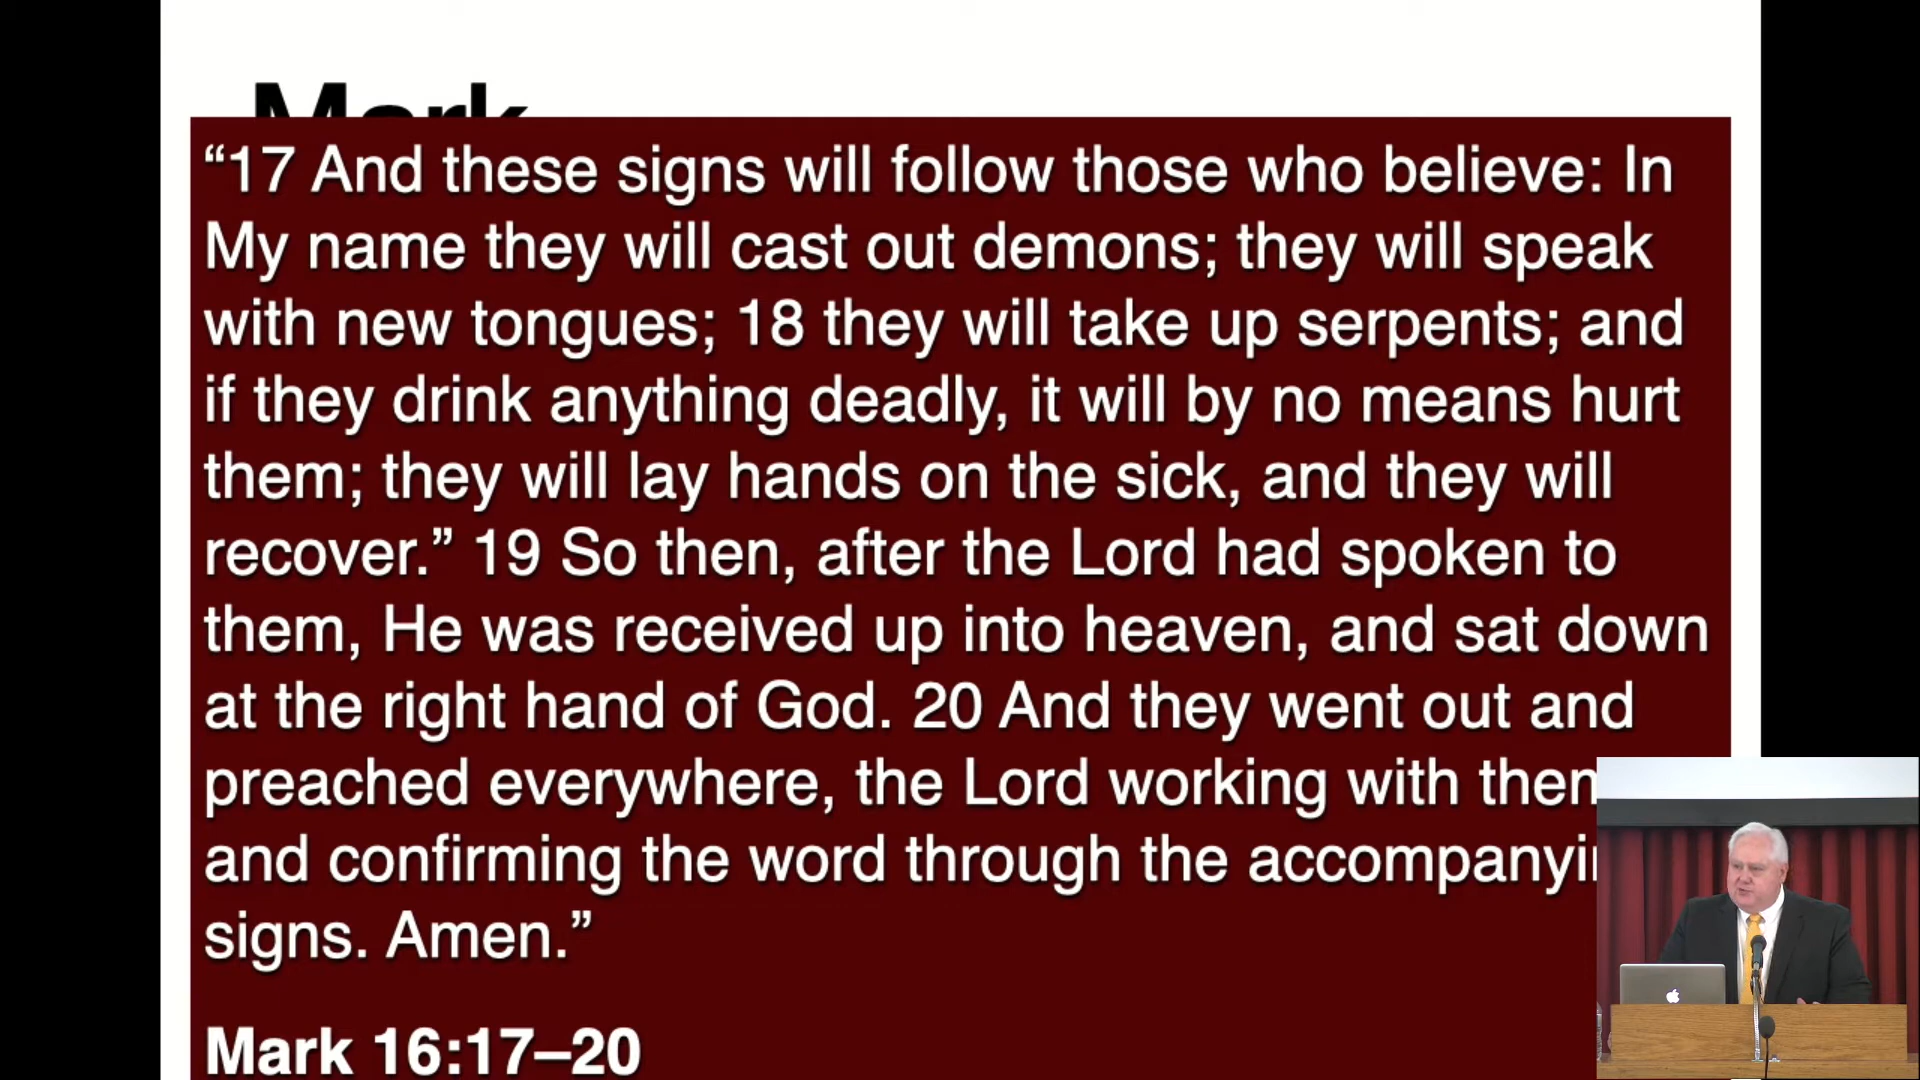 Mark
“17 And these signs will follow those who believe: In
My name they will cast out demons; they will speak
with new tongues; 18 they will take up serpents; and
if they drink anything deadly, it will by no means hurt
them; they will lay hands on the sick, and they will
recover.” 19 So then, after the Lord had spoken to
them, He was received up into heaven, and sat down
at the right hand of God. 20 And they went out and
preached everywhere, the Lord working with
and confirming the word through the
signs. Amen.”
Mark 16:17–20